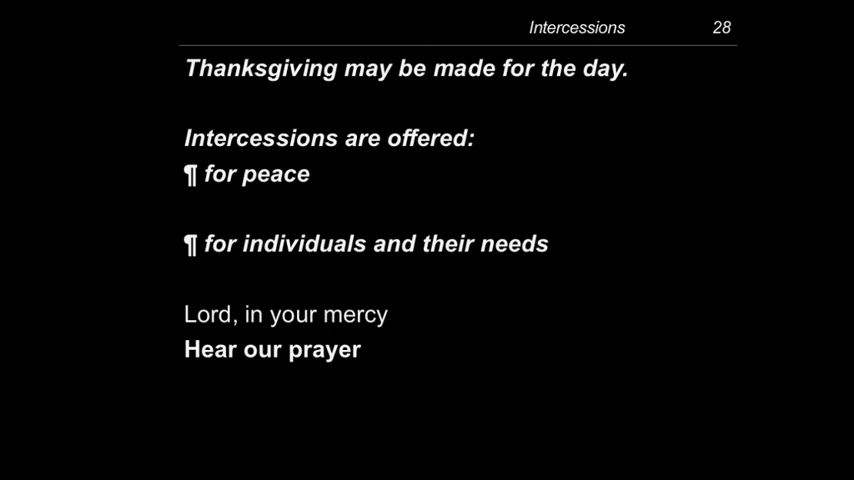 Intercessions 28
Thanksgiving may be made for the day.
Intercessions are offered:
¶ for peace
¶ for individuals and their needs
Lord, in your mercy
Hear our prayer